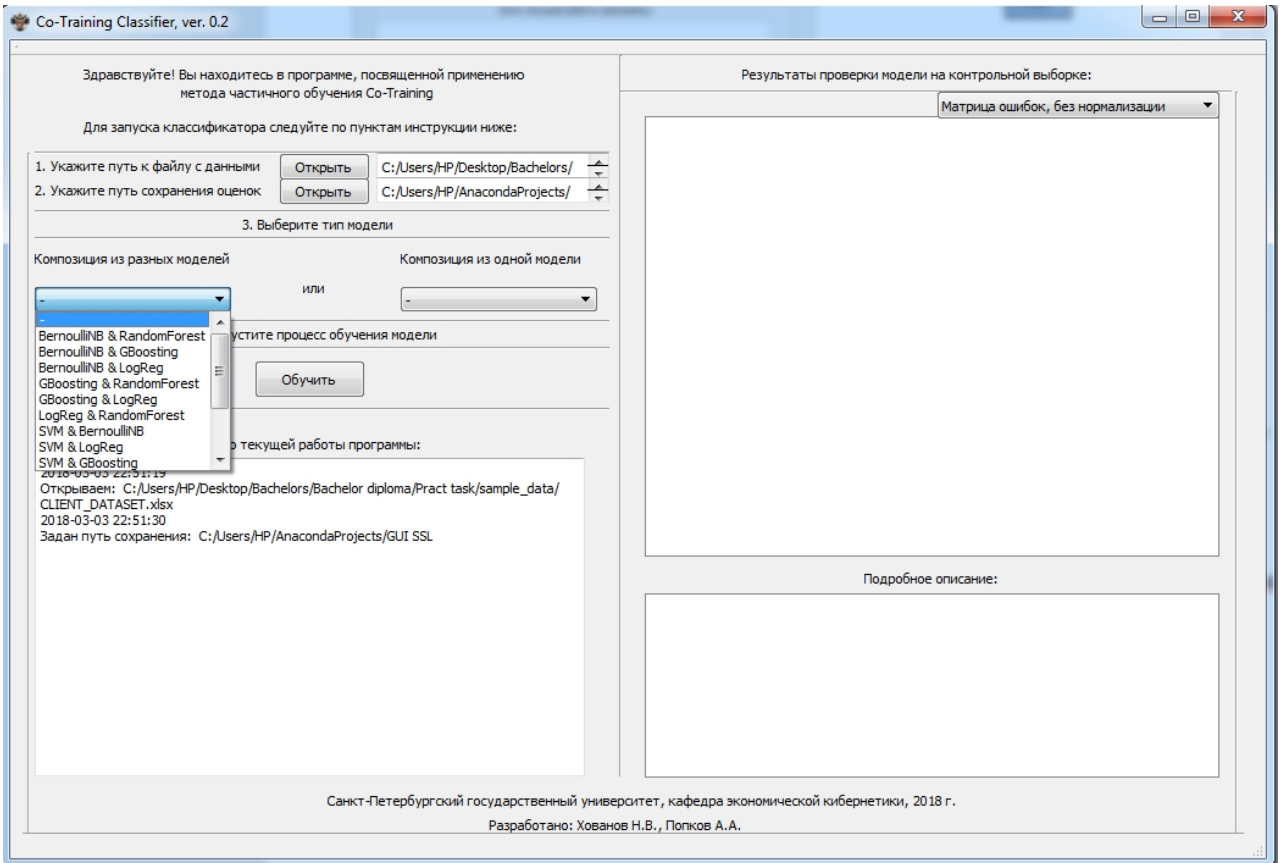 Co-Training Classifier, ver. 0.2
Здравствуйте! Вы находитесь в программе, посвященной применению
метода частичного обучения Co-Training
Для запуска классификатора следуйте по пунктам инструкции ниже:
1. Укажите путь к файлу с данными
Открыть
C:/Users/HP/Desktop/Bachelors/
2. Укажите путь сохранения оценок
Открыть
C:/Users/HP/AnacondaProjects/
3. Выберите тип модели
Композиция из разных моделей
Композиция из одной модели
-
или
-
-
BernoulliNB & RandomForest
BernoulliNB & GBoosting
BernoulliNB & LogReg
GBoosting & RandomForest
GBoosting & LogReg
LogReg & RandomForest
SVM & BernoulliNB
SVM & LogReg
SVM & GBoosting
устите процесс обучения модели
Обучить
текущей работы программы:
2018-03-03 22:51:19
Открываем: C:/Users/HP/Desktop/Bachelors/Bachelor diploma/Pract task/sample_data/
CLIENT_DATASET.xlsx
2018-03-03 22:51:30
Задан путь сохранения: C:/Users/HP/AnacondaProjects/GUI SSL
Результаты проверки модели на контрольной выборке:
Матрица ошибок, без нормализации
Подробное описание:
Санкт-Петербургский государственный университет, кафедра экономической кибернетики, 2018 г.
Разработано: Хованов Н.В., Попков А.А.